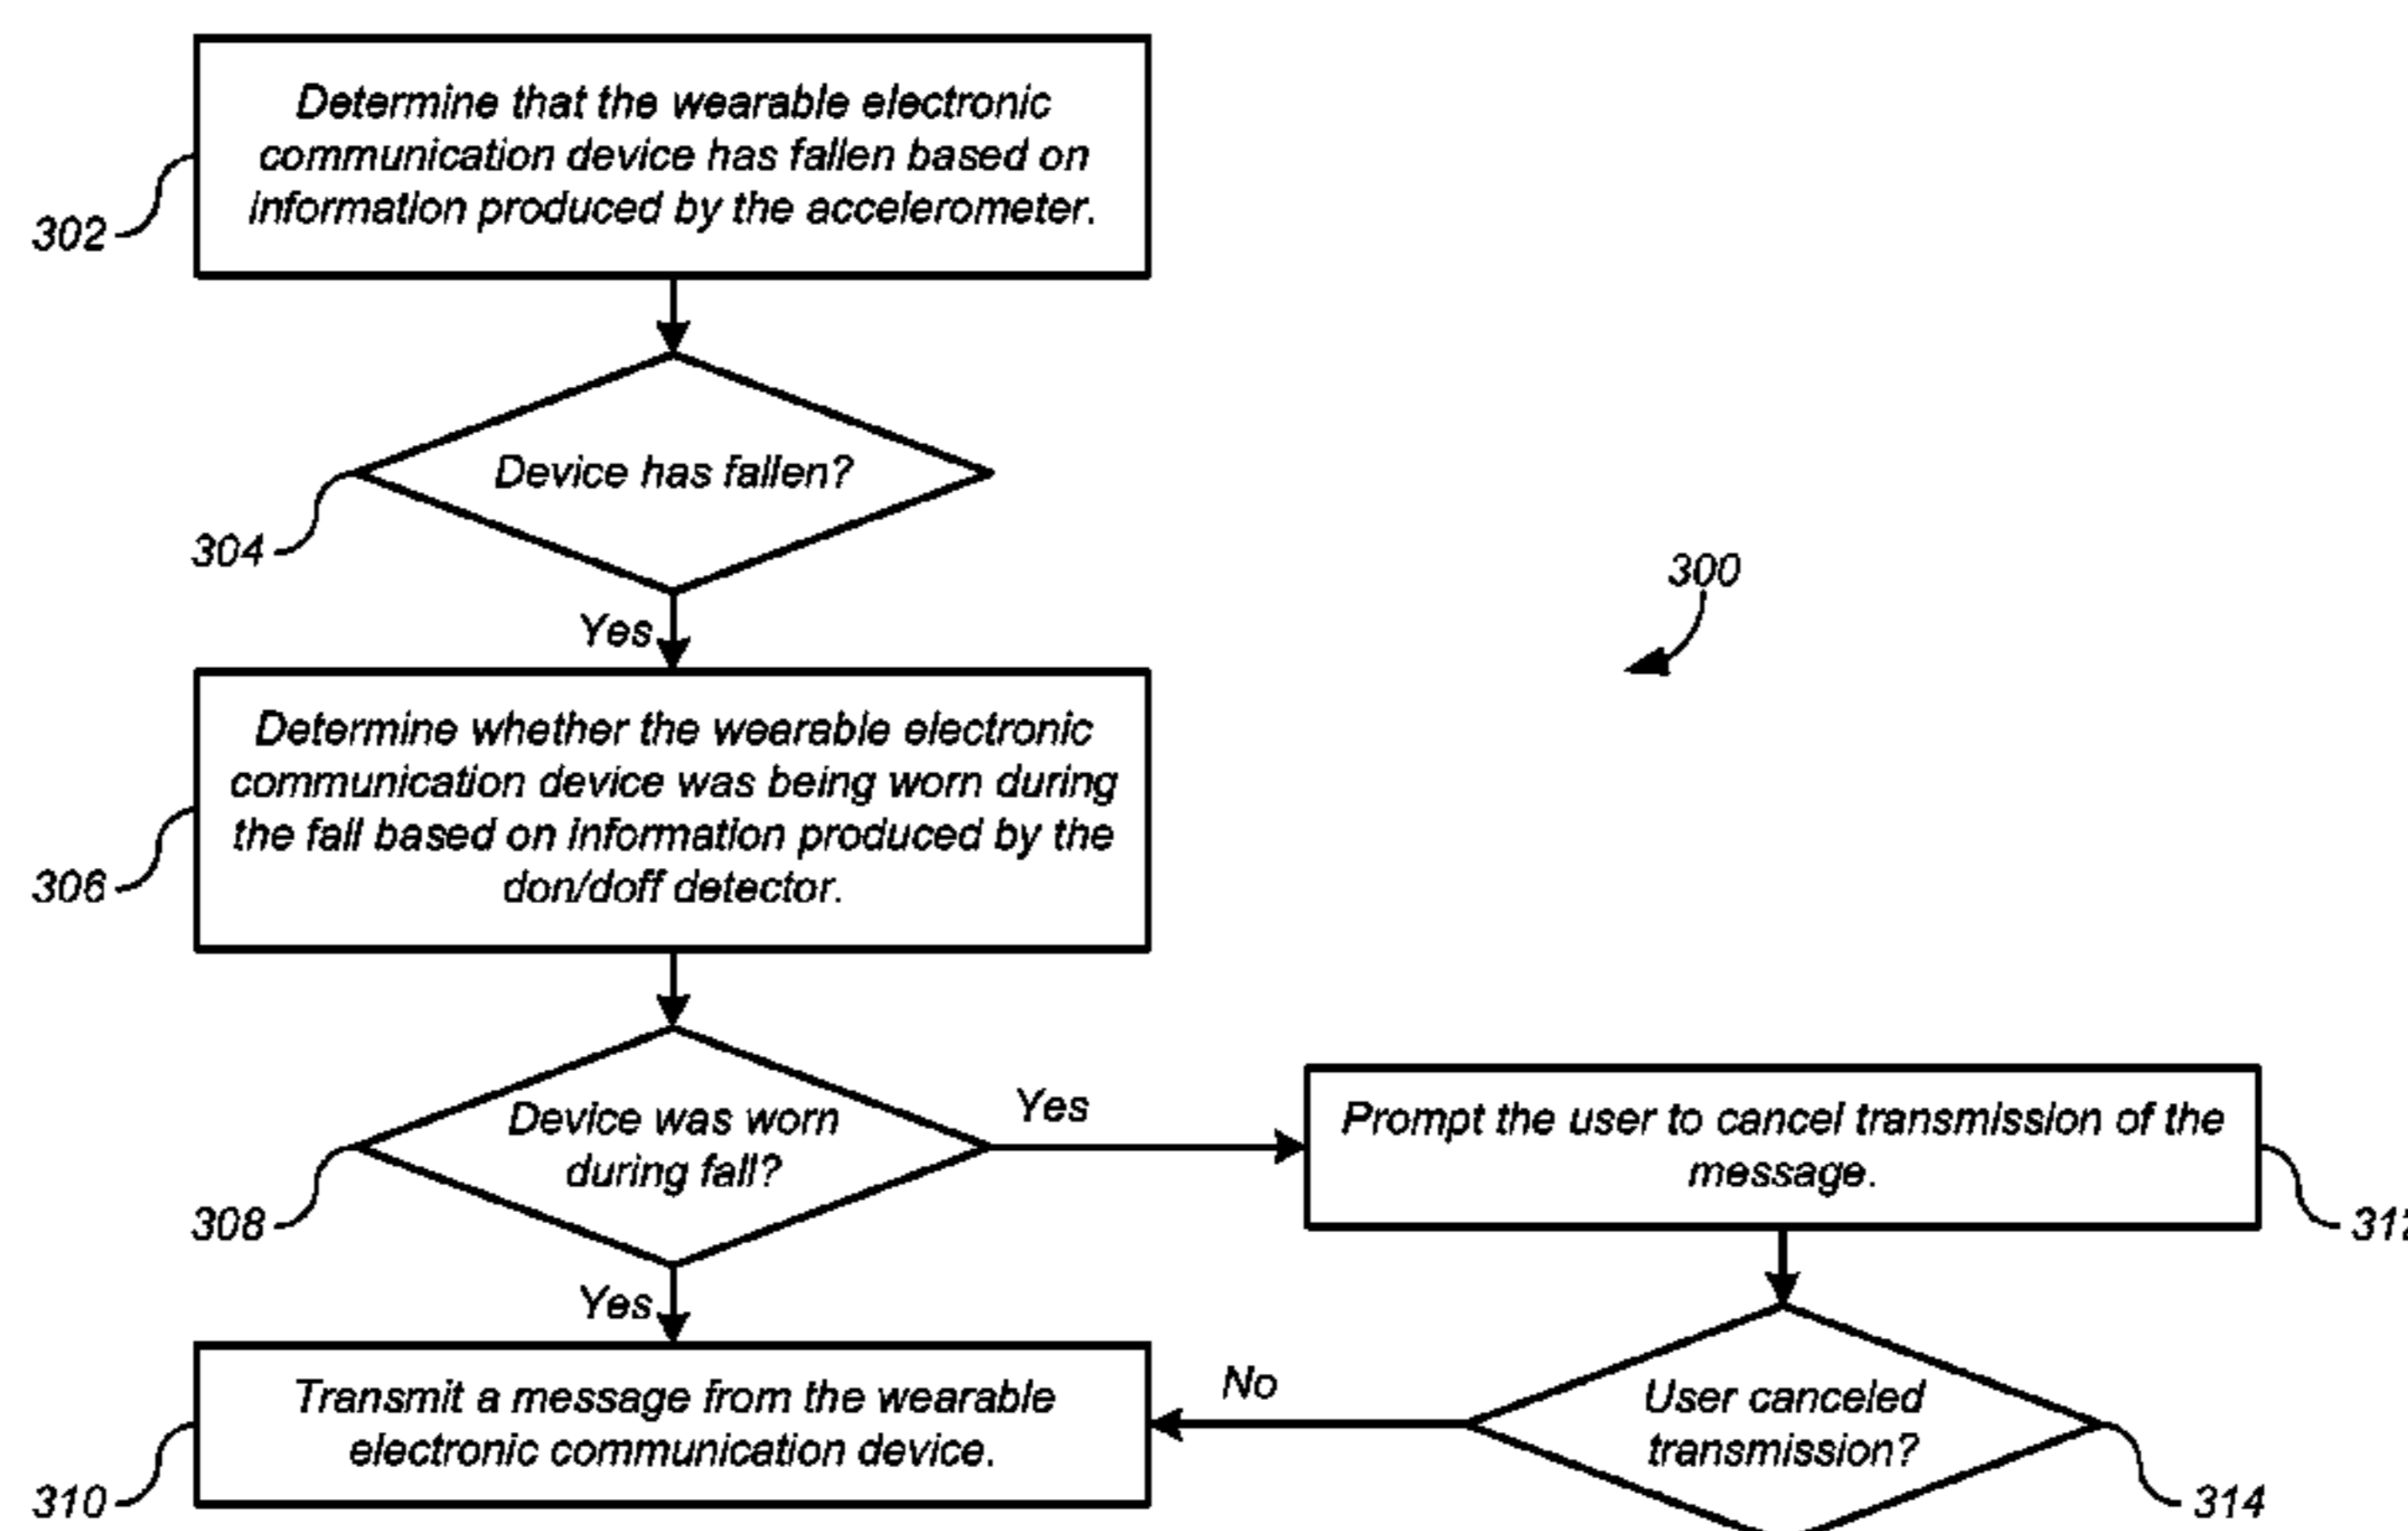 Determine that the wearable electronic
communication device has fallen based on
information produced by the accelerometer.
302
Device has fallen?
304
300
Yes
Determine whether the wearable electronic
communication device was being worn during
the fall based on information produced by the
don/doff detector.
306
Device was worn
during fall?
308
Yes
Prompt the user to cancel transmission of the
message.
Yes
Transmit a message from the wearable
electronic communication device.
310
No
User canceled
transmission?
314